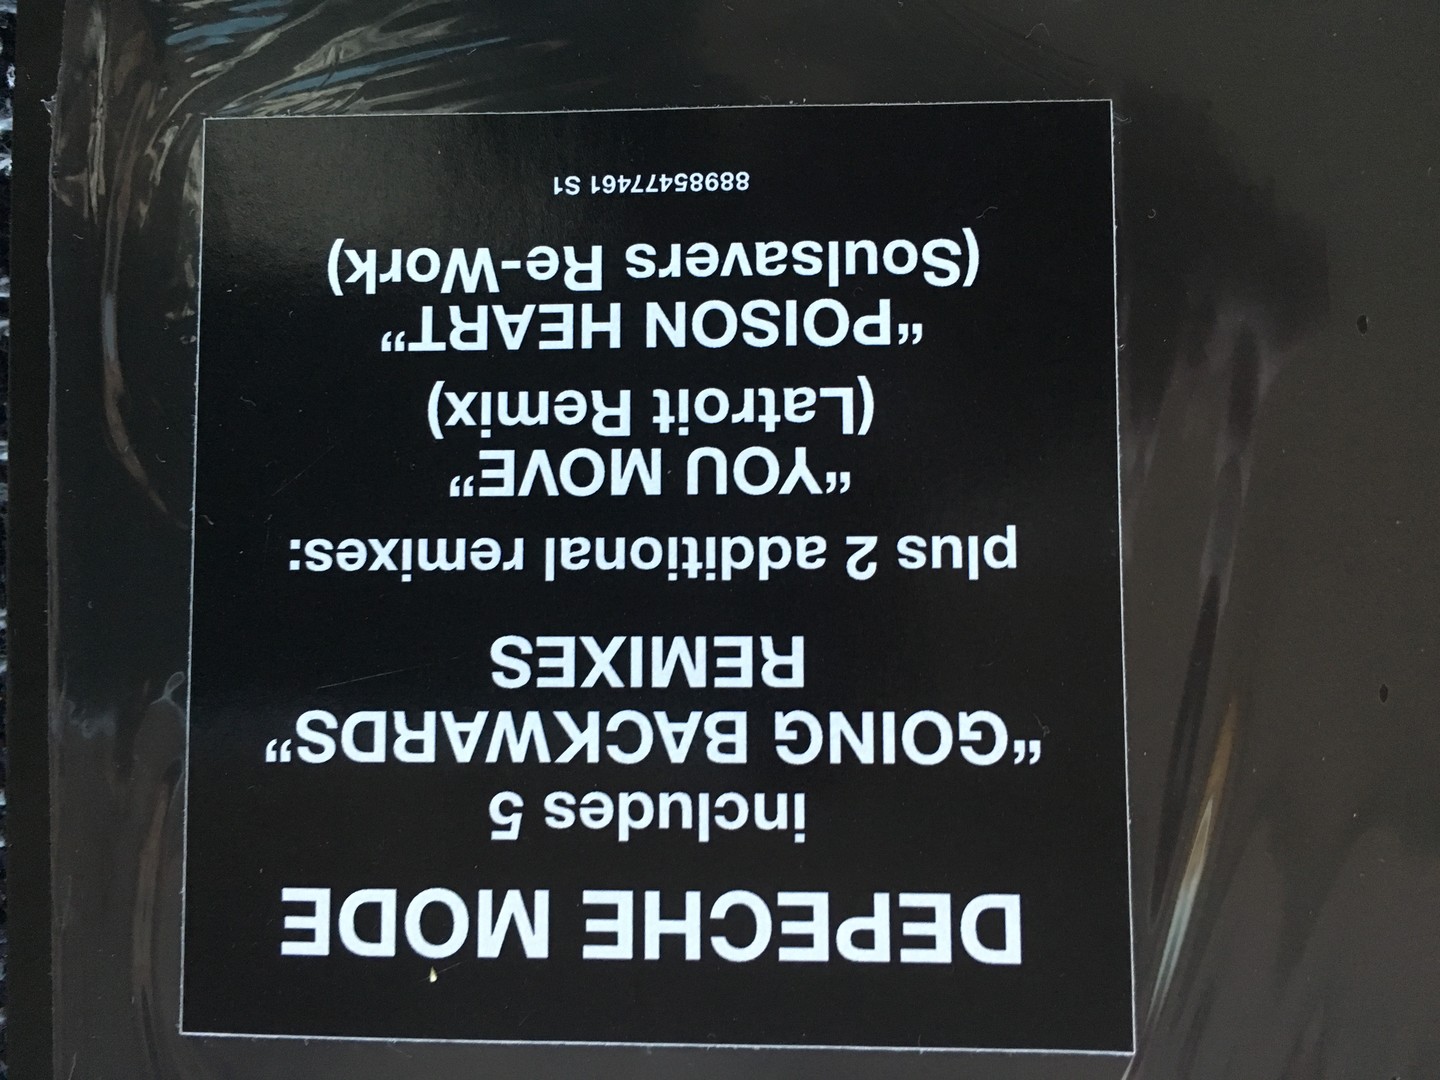 DEPECHE MODE
includes 5
“GOING BACKWARDS”
REMIXES
plus 2 additional remixes:
“YOU MOVE”
(Latroit Remix)
“POISON HEART”
(Soulsavers Re-Work)
88985477461 S1